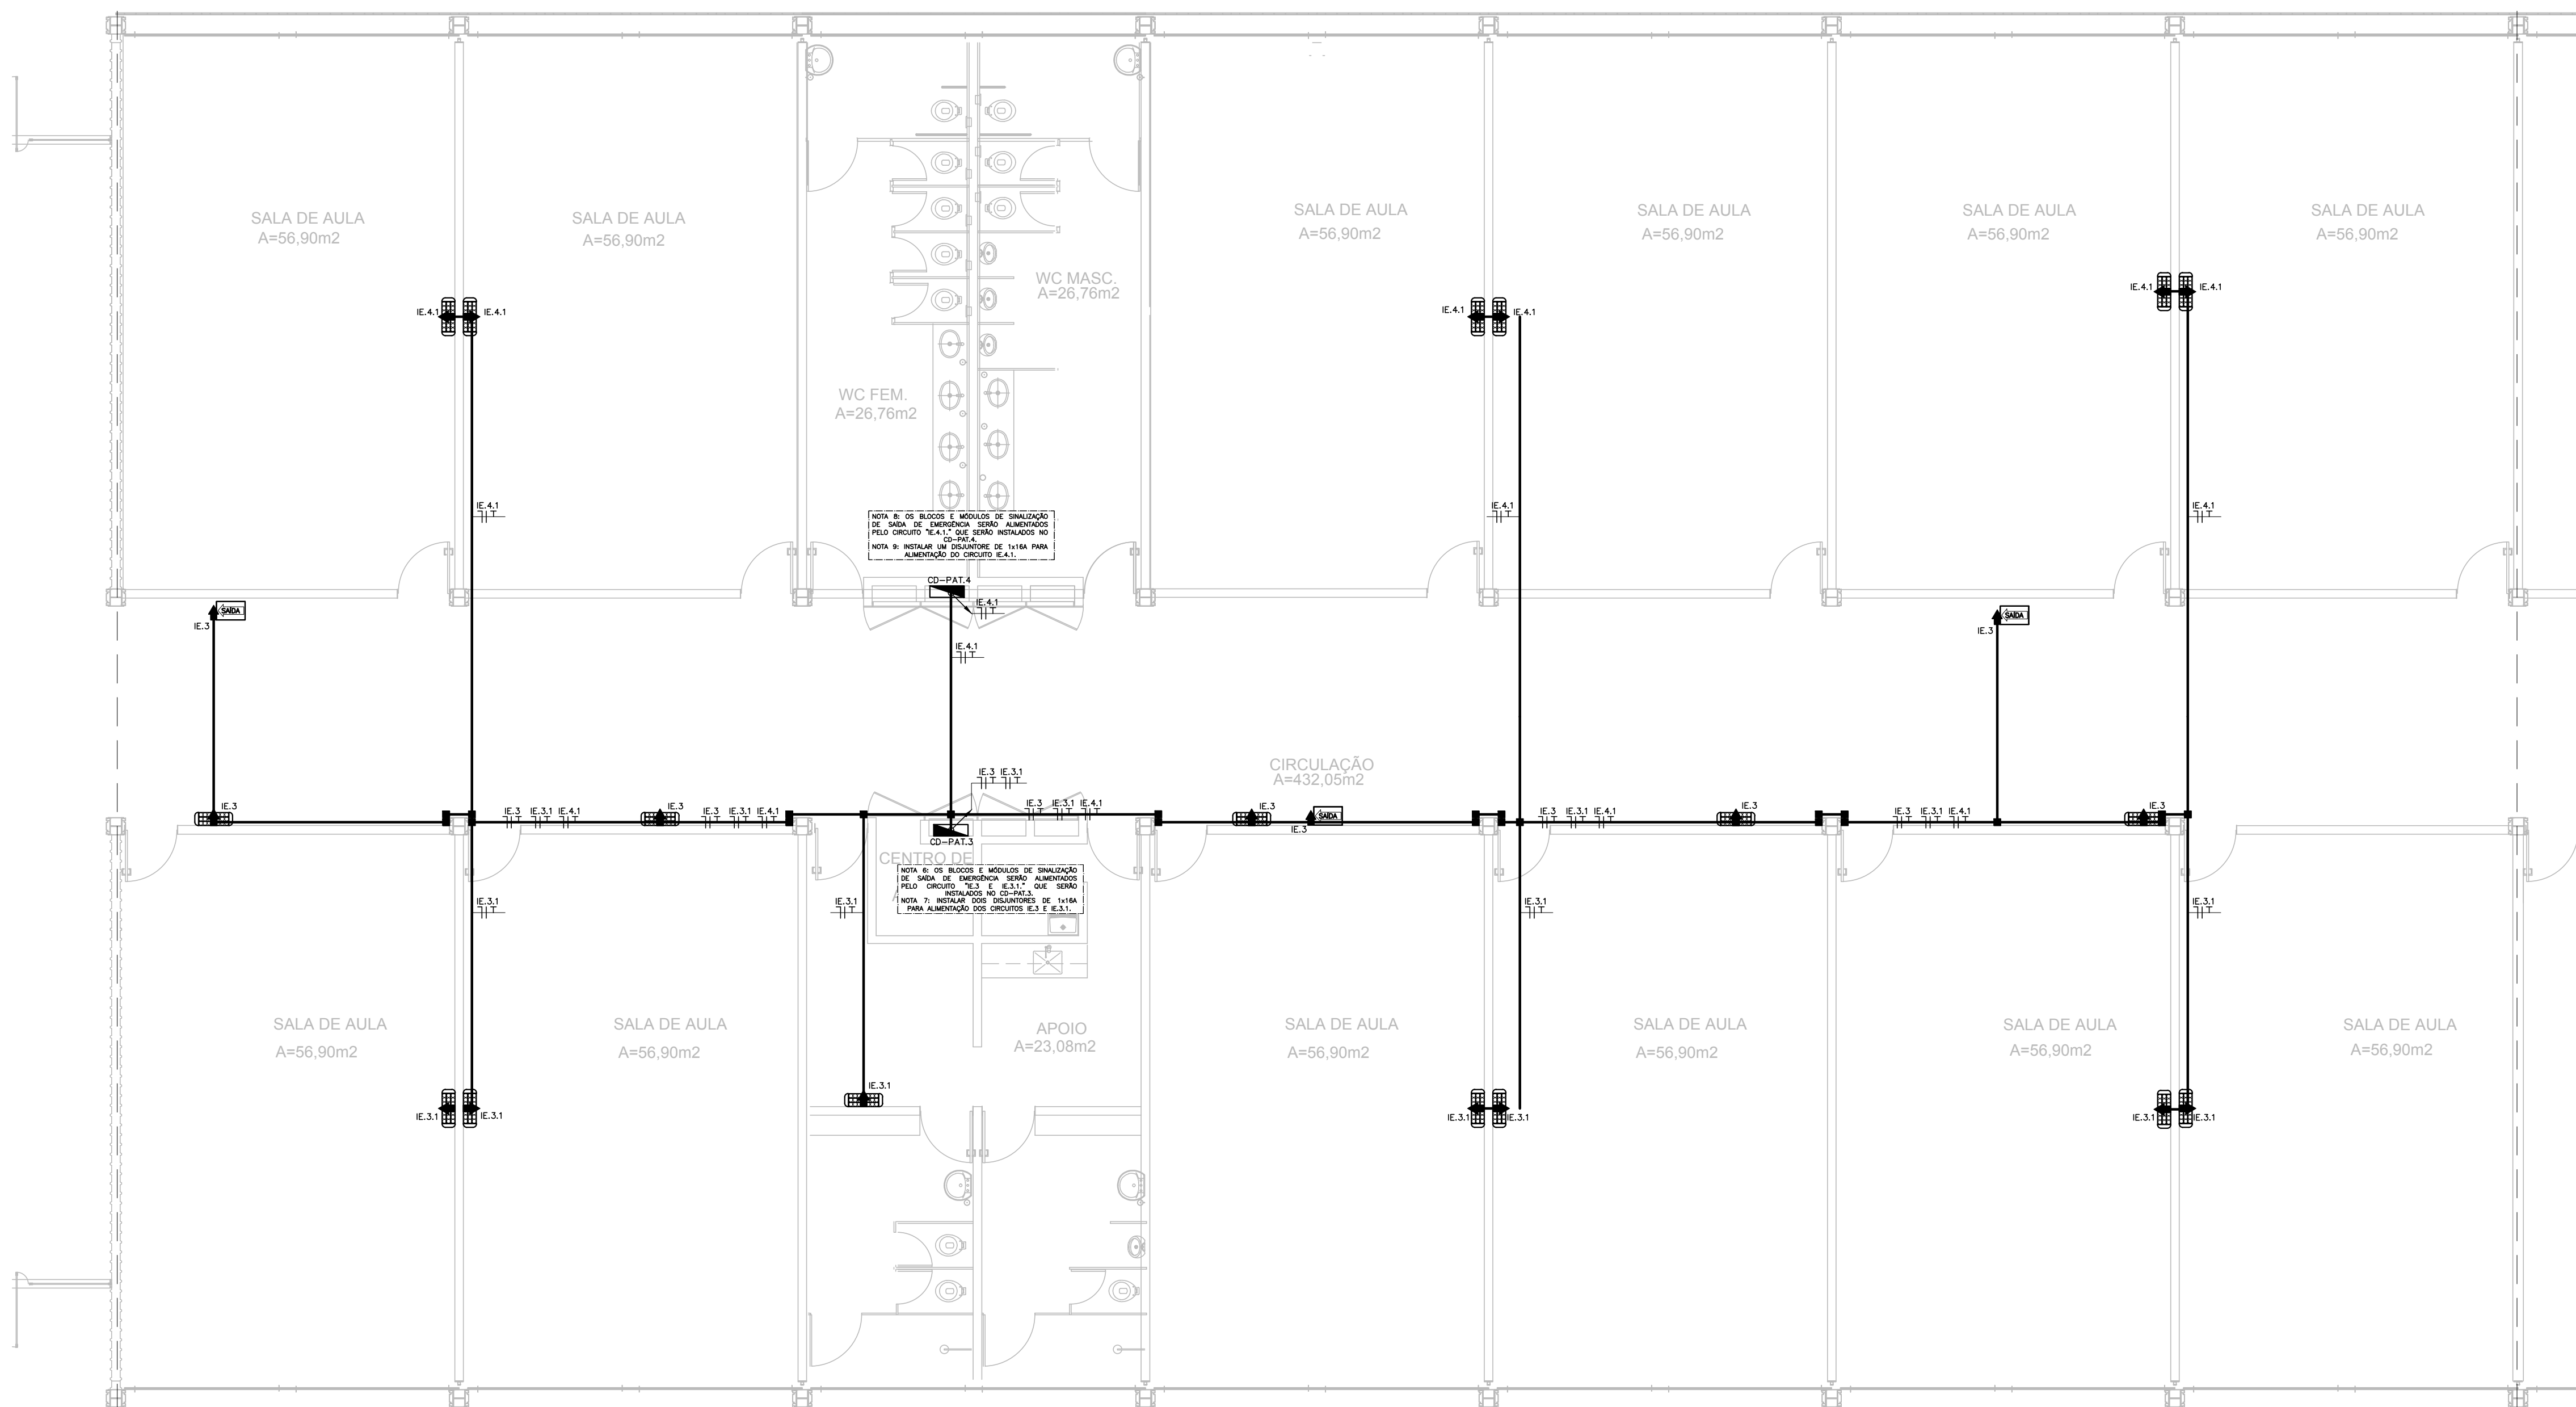 SALA DE AULA
A=56,90m2
SALA DE AULA
A=56,90m2
SALA DE AULA
A=56,90m2
SALA DE AULA
A=56,90m2
SALA DE AULA
A=56,90m2
SALA DE AULA
A=56,90m2
WC MASC.
A=26,76m2
WC FEM.
A=26,76m2
IE.4.1
IE.4.1
IE.4.1
IE.4.1
IE.4.1
IE.4.1
IE.4.1
IE.4.1
IE.4.1
NOTA 8: OS BLOCOS E MÓDULOS DE SINALIZAÇÃO
DE SAÍDA DE EMERGÊNCIA SERÃO ALIMENTADOS
PELO CIRCUITO "IE.4.1." QUE SERÃO INSTALADOS NO
CD-PAT.4.
NOTA 9: INSTALAR UM DISJUNTORE DE 1x16A PARA
ALIMENTAÇÃO DO CIRCUITO IE.4.1.
CD-PAT.4
IE.4.1
IE.4.1
SAÍDA
IE.3
SAÍDA
IE.3
CIRCULAÇÃO
A=432,05m2
IE.3 IE.3.1
IE.3
IE.3 IE.3.1 IE.4.1
IE.3
IE.3 IE.3.1 IE.4.1
IE.3 IE.3.1 IE.4.1
IE.3
SAÍDA
IE.3
IE.3 IE.3.1 IE.4.1
IE.3
IE.3 IE.3.1 IE.4.1
IE.3
CD-PAT.3
CENTRO DE
NOTA 6: OS BLOCOS E MÓDULOS DE SINALIZAÇÃO
DE SAÍDA DE EMERGÊNCIA SERÃO ALIMENTADOS
PELO CIRCUITO "IE.3 E IE.3.1." QUE SERÃO
INSTALADOS NO CD-PAT.3.
NOTA 7: INSTALAR DOIS DISJUNTORES DE 1x16A
PARA ALIMENTAÇÃO DOS CIRCUITOS IE.3 E IE.3.1.
IE.3.1
IE.3.1
IE.3.1
IE.3.1
SALA DE AULA
A=56,90m2
SALA DE AULA
A=56,90m2
APOIO
A=23,08m2
SALA DE AULA
A=56,90m2
SALA DE AULA
A=56,90m2
SALA DE AULA
A=56,90m2
SALA DE AULA
A=56,90m2
IE.3.1
IE.3.1
IE.3.1
IE.3.1
IE.3.1
IE.3.1
IE.3.1